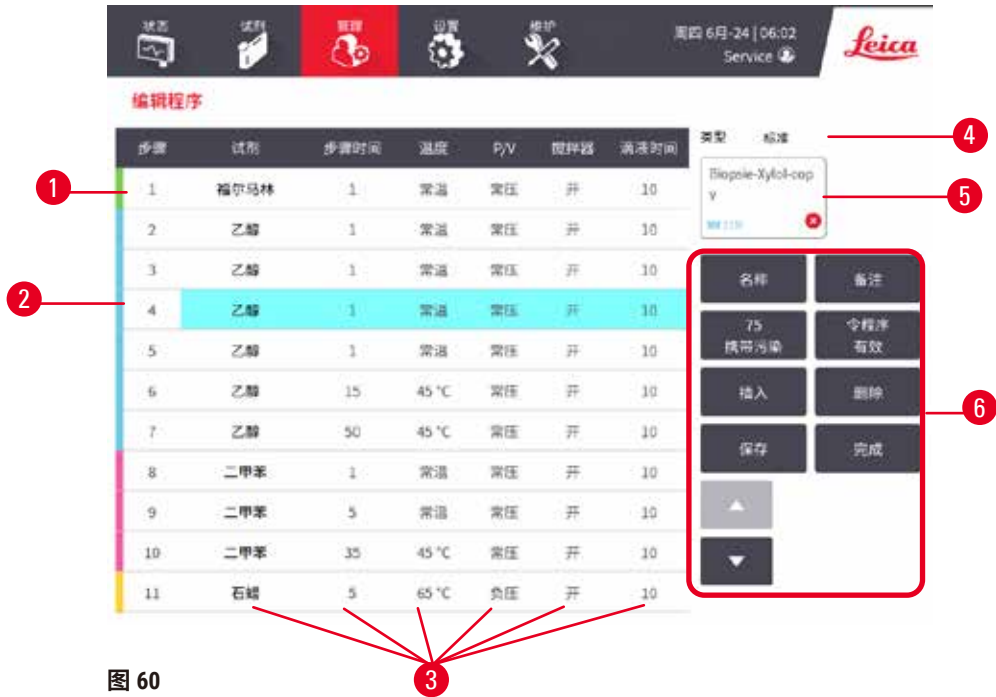 状态 试剂 管理 设置 维护
周四 6月-24 | 06:02
Service
Leica
编辑程序
步骤 试剂 步骤时间 温度 P/V 搅拌器 滴液时间
1 福尔马林 1 常温 常压 开 10
2 乙醇 1 常温 常压 开 10
3 乙醇 1 常温 常压 开 10
4 乙醇 1 常温 常压 开 10
5 乙醇 1 常温 常压 开 10
6 乙醇 15 45 °C 常压 开 10
7 乙醇 50 45 °C 常压 开 10
8 二甲苯 1 常温 常压 开 10
9 二甲苯 5 常温 常压 开 10
10 二甲苯 35 45 °C 常压 开 10
11 石蜡 5 65 °C 负压 开 10
类型 标准
Biopsie-Xylol-cop
y
名称 备注
75 令程序
携带污染 有效
插入 删除
保存 完成
1
2
3
4
5
6
图 60